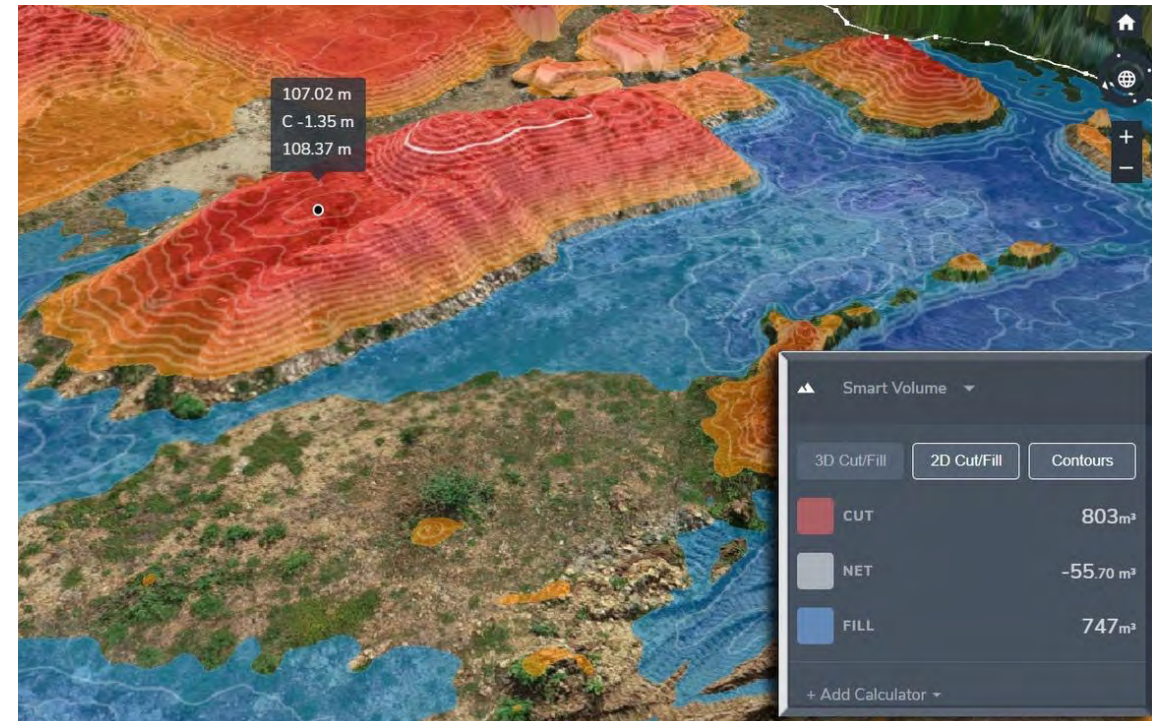 107.02 m
C -1.35 m
108.37 m
+
−
Smart Volume
3D Cut/Fill 2D Cut/Fill Contours
CUT 803m³
NET -55.70 m³
FILL 747m³
+ Add Calculator